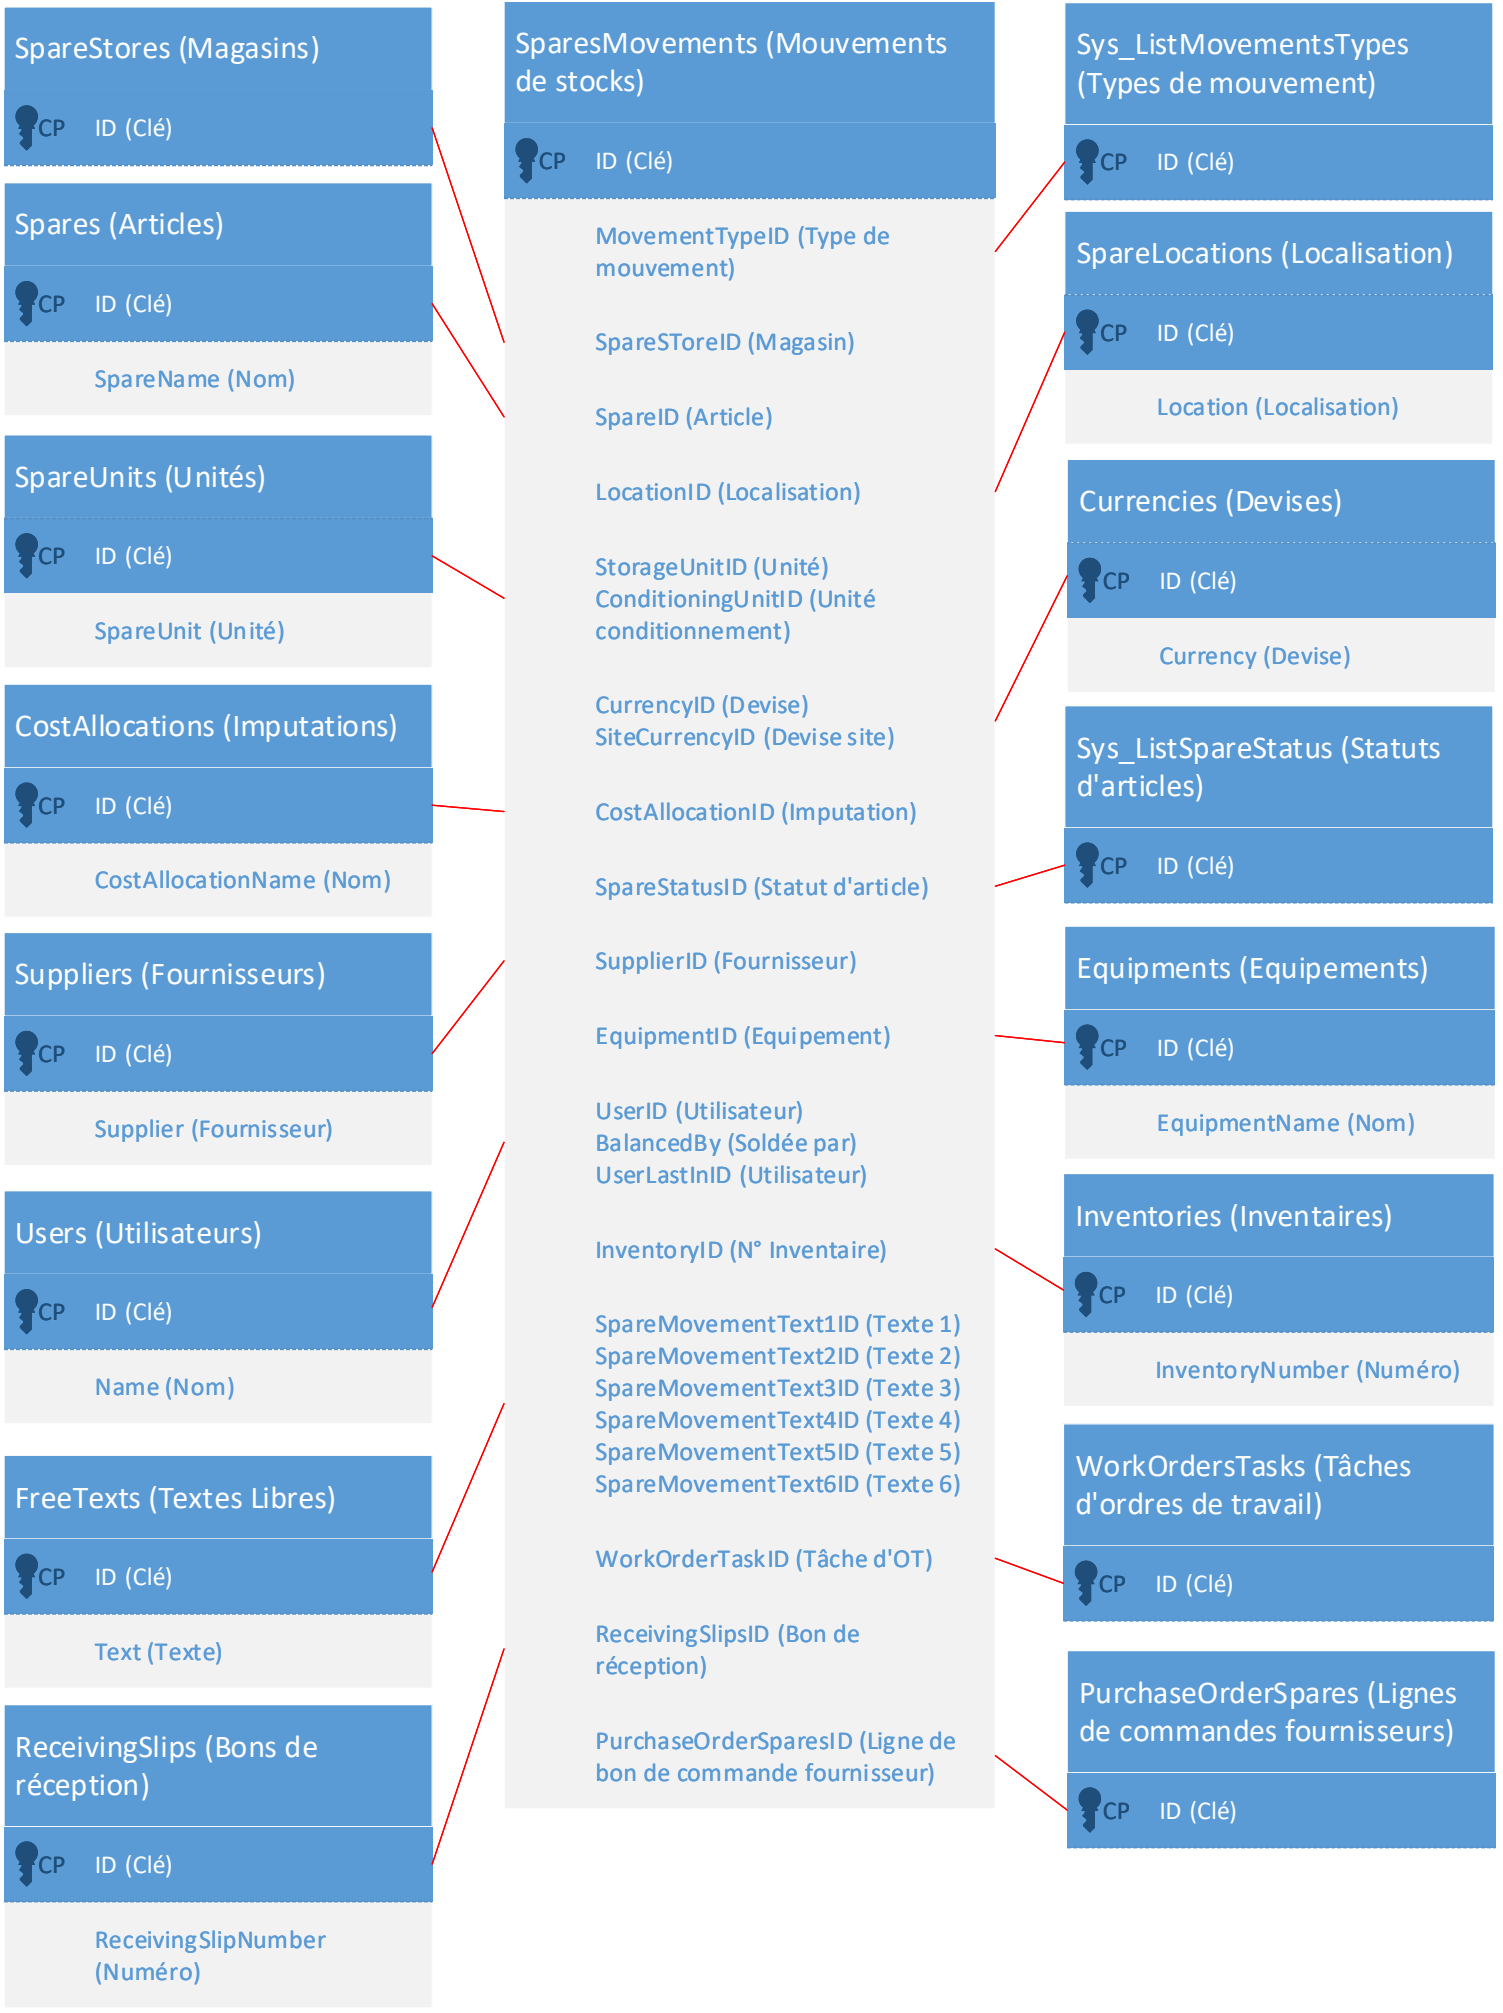 SpareStores (Magasins)
CP ID (Clé)
Spares (Articles)
CP ID (Clé)
SpareName (Nom)
SpareUnits (Unités)
CP ID (Clé)
SpareUnit (Unité)
CostAllocations (Imputations)
CP ID (Clé)
CostAllocationName (Nom)
Suppliers (Fournisseurs)
CP ID (Clé)
Supplier (Fournisseur)
Users (Utilisateurs)
CP ID (Clé)
Name (Nom)
FreeTexts (Textes Libres)
CP ID (Clé)
Text (Texte)
ReceivingSlips (Bons de
réception)
CP ID (Clé)
ReceivingSlipNumber
(Numéro)
SparesMovements (Mouvements
de stocks)
CP ID (Clé)
MovementTypeID (Type de
mouvement)
SpareSToreID (Magasin)
SpareID (Article)
LocationID (Localisation)
StorageUnitID (Unité)
ConditioningUnitID (Unité
conditionnement)
CurrencyID (Devise)
SiteCurrencyID (Devise site)
CostAllocationID (Imputation)
SpareStatusID (Statut d'article)
SupplierID (Fournisseur)
EquipmentID (Equipement)
UserID (Utilisateur)
BalancedBy (Soldée par)
UserLastInID (Utilisateur)
InventoryID (N° Inventaire)
SpareMovementText1ID (Texte 1)
SpareMovementText2ID (Texte 2)
SpareMovementText3ID (Texte 3)
SpareMovementText4ID (Texte 4)
SpareMovementText5ID (Texte 5)
SpareMovementText6ID (Texte 6)
WorkOrderTaskID (Tâche d'OT)
ReceivingSlipsID (Bon de
réception)
PurchaseOrderSparesID (Ligne de
bon de commande fournisseur)
Sys_ListMovementsTypes
(Types de mouvement)
CP ID (Clé)
SpareLocations (Localisation)
CP ID (Clé)
Location (Localisation)
Currencies (Devises)
CP ID (Clé)
Currency (Devise)
Sys_ListSpareStatus (Statuts
d'articles)
CP ID (Clé)
Equipments (Equipements)
CP ID (Clé)
EquipmentName (Nom)
Inventories (Inventaires)
CP ID (Clé)
InventoryNumber (Numéro)
WorkOrdersTasks (Tâches
d'ordres de travail)
CP ID (Clé)
PurchaseOrderSpares (Lignes
de commandes fournisseurs)
CP ID (Clé)